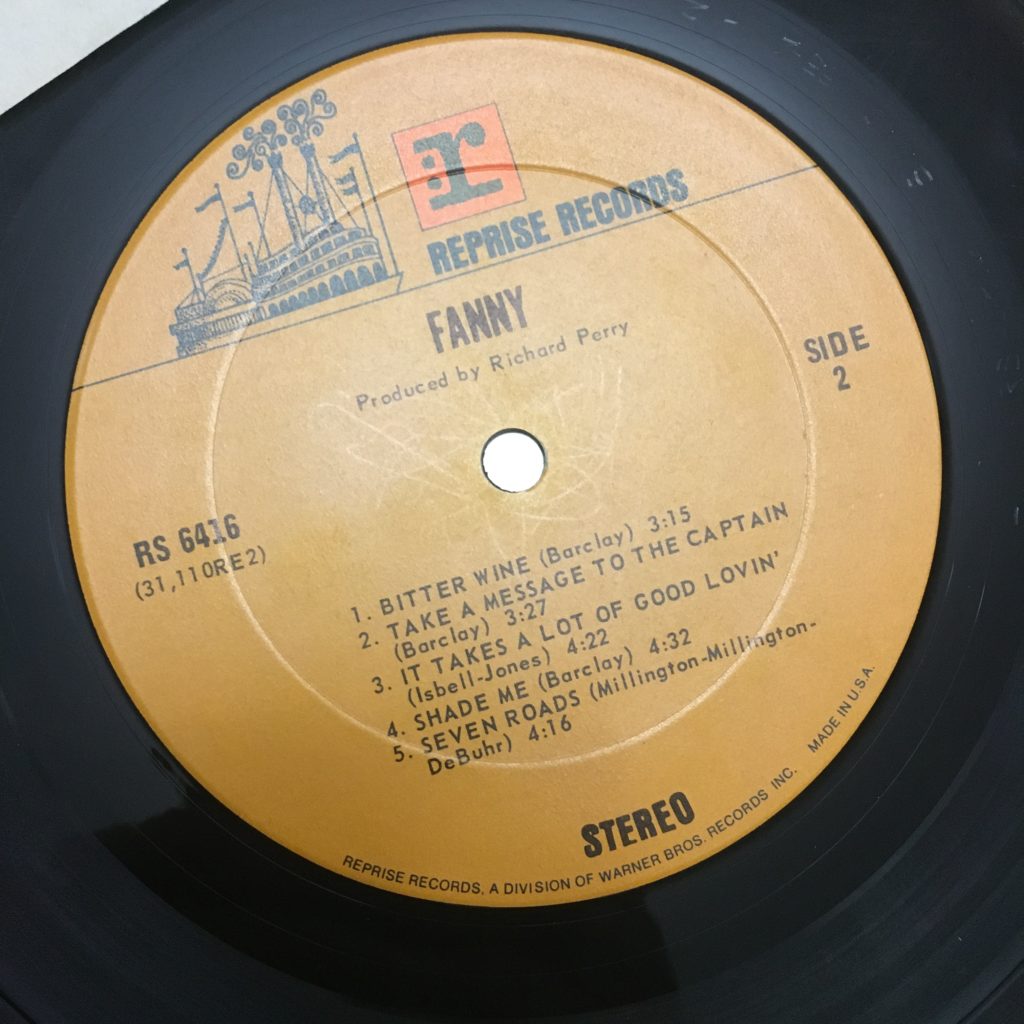 r:
REPRISE RECORDS
FANNY
Produced by Richard Perry
SIDE
2
RS 6416
(31,110RE2)
1. BITTER WINE (Barclay) 3:15
2. TAKE A MESSAGE TO THE CAPTAIN
(Barclay) 3:27
3. IT TAKES A LOT OF GOOD LOVIN'
(Isbell-Jones) 4:22
4. SHADE ME (Barclay) 4:32
5. SEVEN ROADS (Millington-Millington-
DeBuhr) 4:16
STEREO
REPRISE RECORDS, A DIVISION OF WARNER BROS. RECORDS INC. MADE IN U.S.A.